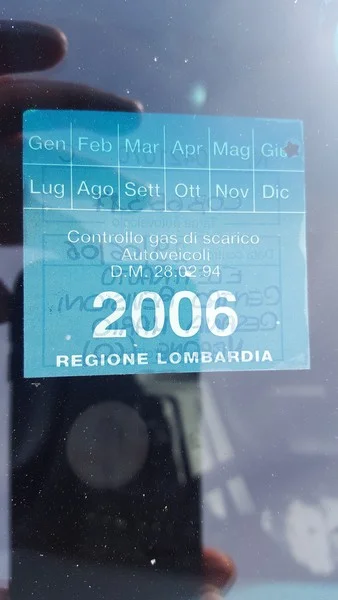 Gen Feb Mar Apr Mag Giu
Lug Ago Sett Ott Nov Dic
Controllo gas di scarico
Autoveicoli
D.M. 28.02.94
2006
REGIONE LOMBARDIA